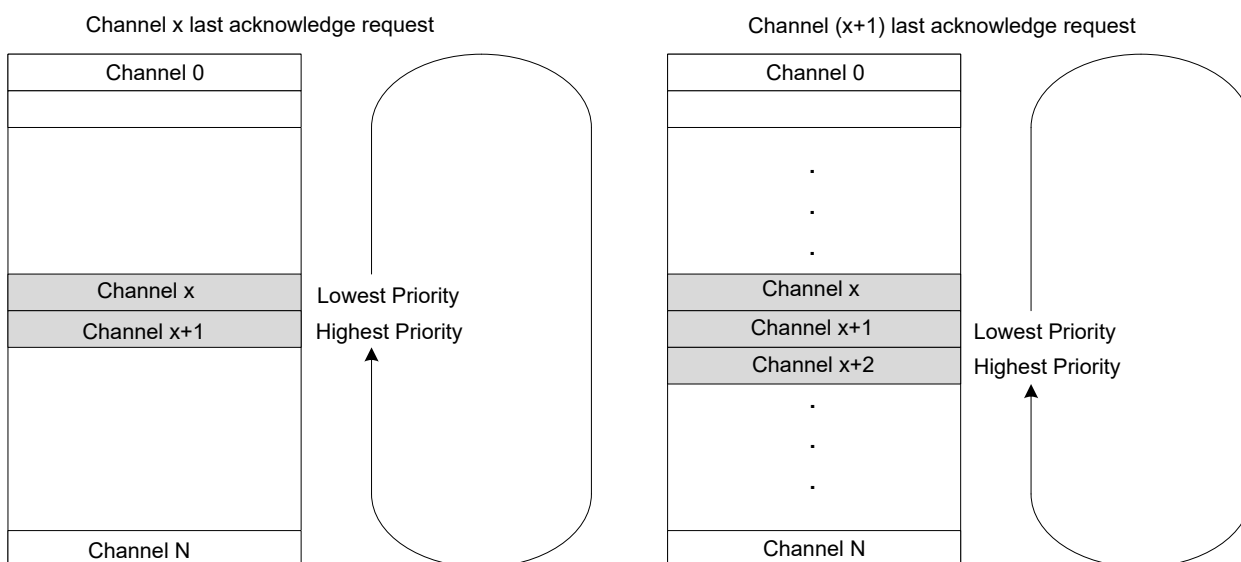 Channel x last acknowledge request
Channel 0
Channel x
Lowest Priority
Channel x+1
Highest Priority
Channel N
Channel (x+1) last acknowledge request
Channel 0
.
.
.
Channel x
Channel x+1
Lowest Priority
Channel x+2
Highest Priority
.
.
.
Channel N